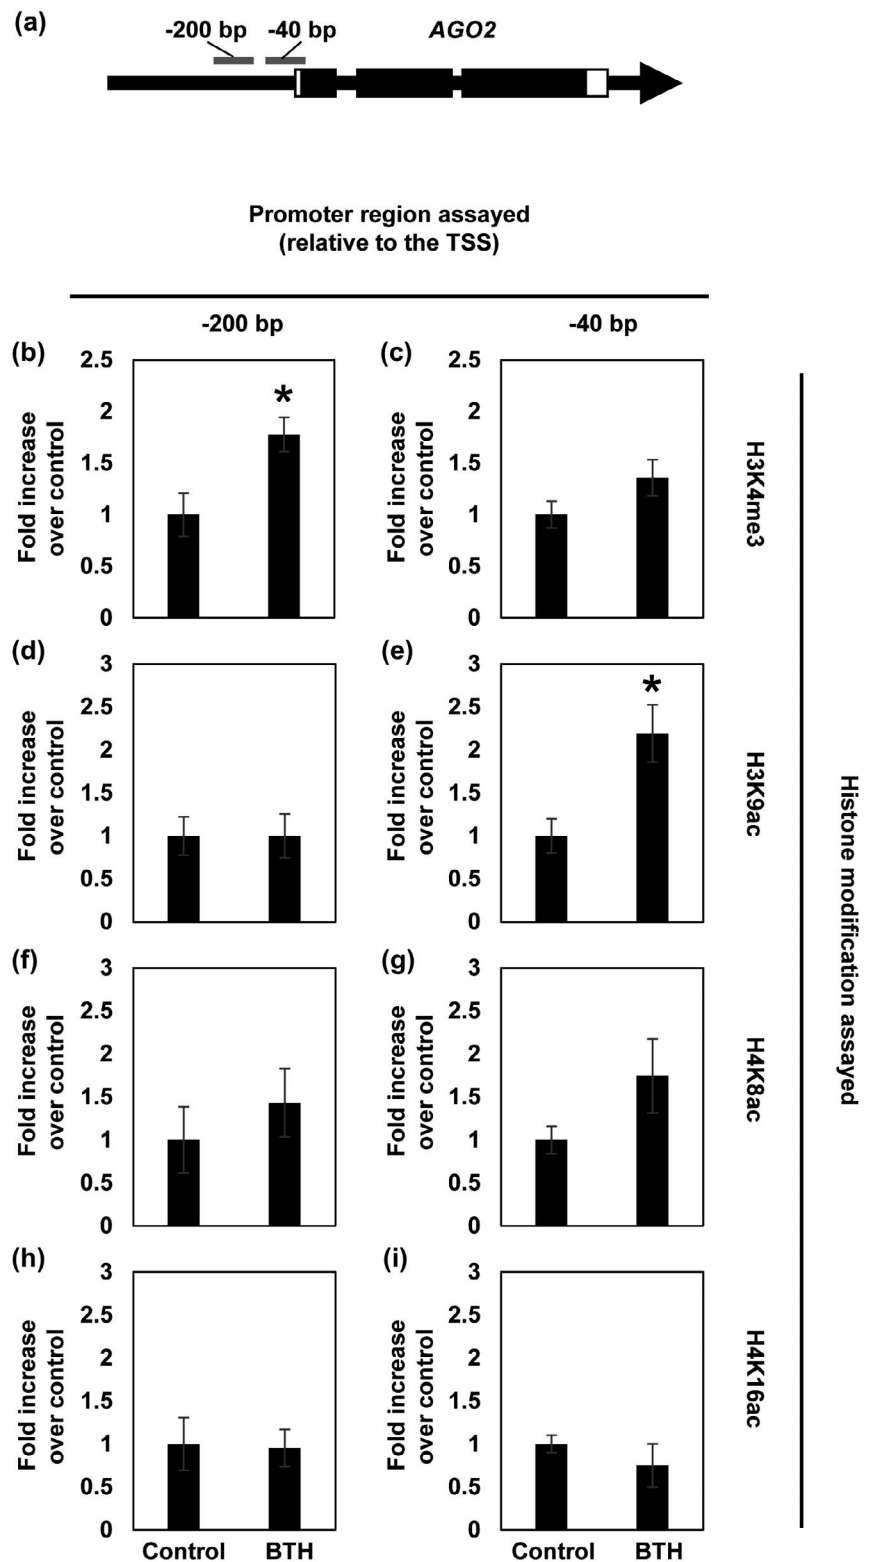 (a)
-200 bp
-40 bp
AGO2
Promoter region assayed
(relative to the TSS)
-200 bp
-40 bp
(b)
Fold increase
over control
2.5
2
1.5
1
0.5
0
*
(c)
Fold increase
over control
2.5
2
1.5
1
0.5
0
H3K4me3
(d)
Fold increase
over control
3
2.5
2
1.5
1
0.5
0
(e)
Fold increase
over control
3
2.5
2
1.5
1
0.5
0
*
H3K9ac
(f)
Fold increase
over control
3
2.5
2
1.5
1
0.5
0
(g)
Fold increase
over control
3
2.5
2
1.5
1
0.5
0
H4K8ac
(h)
Fold increase
over control
3
2.5
2
1.5
1
0.5
0
Control
BTH
(i)
Fold increase
over control
3
2.5
2
1.5
1
0.5
0
Control
BTH
H4K16ac
Histone modification assayed